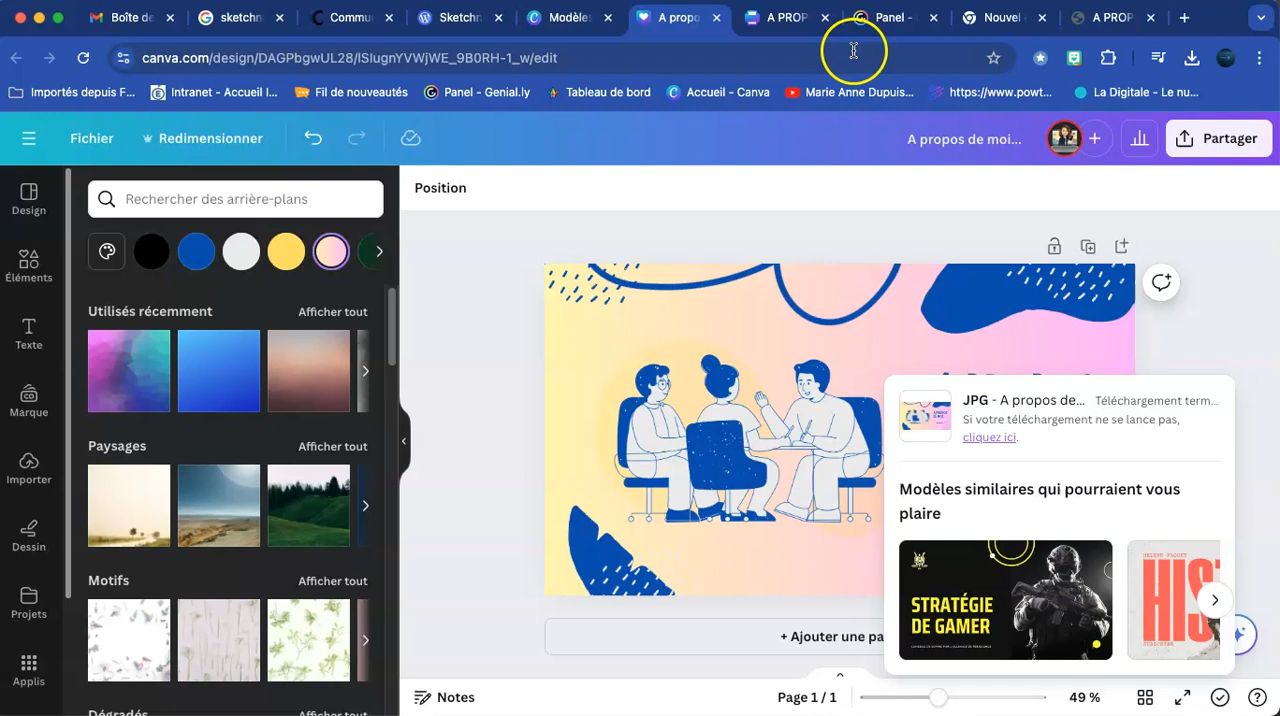 Boîte de
sketchn
Commu
Sketchn
Modèles
A propo
A PROP
Panel -
Nouvel
A PROP
canva.com/design/DAGPbgwUL28/ISIugnYVWjWE_9B0RH-1_w/edit
Importés depuis F...
Intranet - Accueil I...
Fil de nouveautés
Panel - Genial.ly
Tableau de bord
Accueil - Canva
Marie Anne Dupuis...
https://www.powt...
La Digitale - Le nu...
Fichier
Redimensionner
A propos de moi...
Partager
Design
Éléments
Texte
Marque
Importer
Dessin
Projets
Applis
Rechercher des arrière-plans
Utilisés récemment
Afficher tout
Paysages
Afficher tout
Motifs
Afficher tout
Dégradés
Afficher tout
Position
JPG - A propos de... Téléchargement term...
Si votre téléchargement ne se lance pas,
cliquez ici.
Modèles similaires qui pourraient vous
plaire
STRATÉGIE
DE GAMER
HIS
+ Ajouter une pa
Notes
Page 1 / 1
49 %